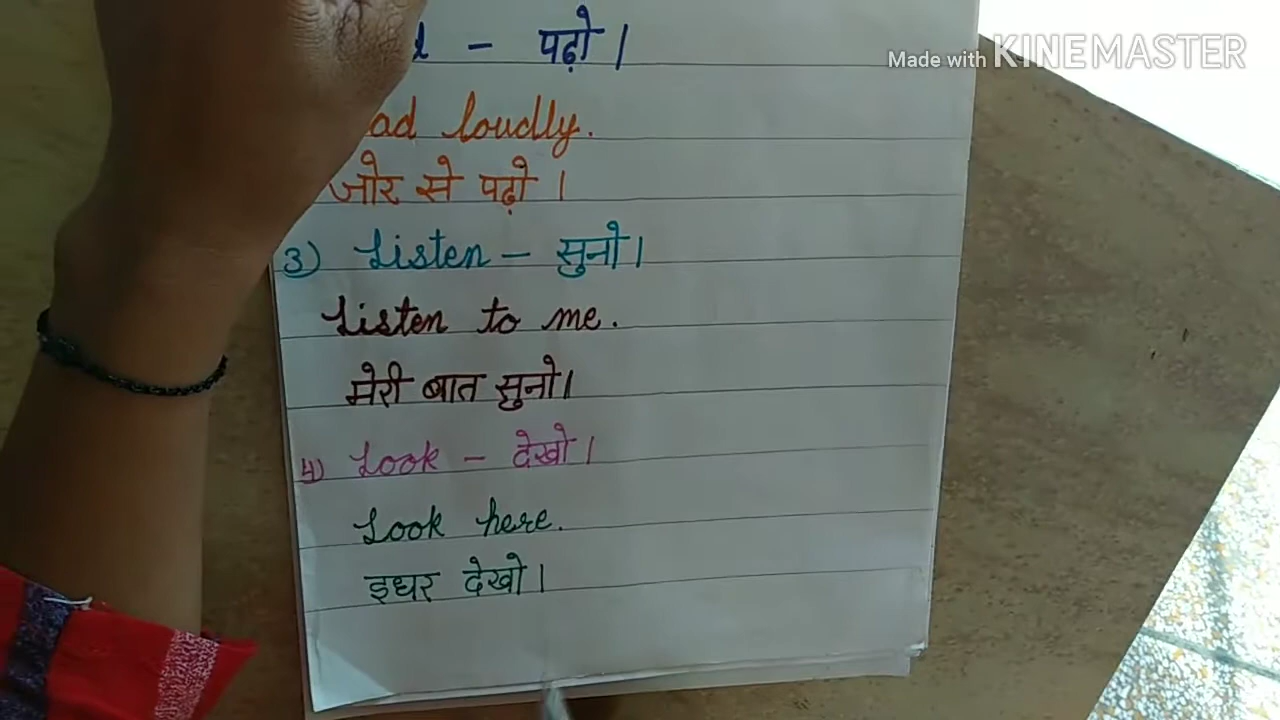 - पढ़ो।
Made with KINEMASTER
loudly.
जोर से पढ़ो।
3) Listen - सुनो।
Listen to me.
मेरी बात सुनो।
4) Look - देखो।
Look here.
इधर देखो।